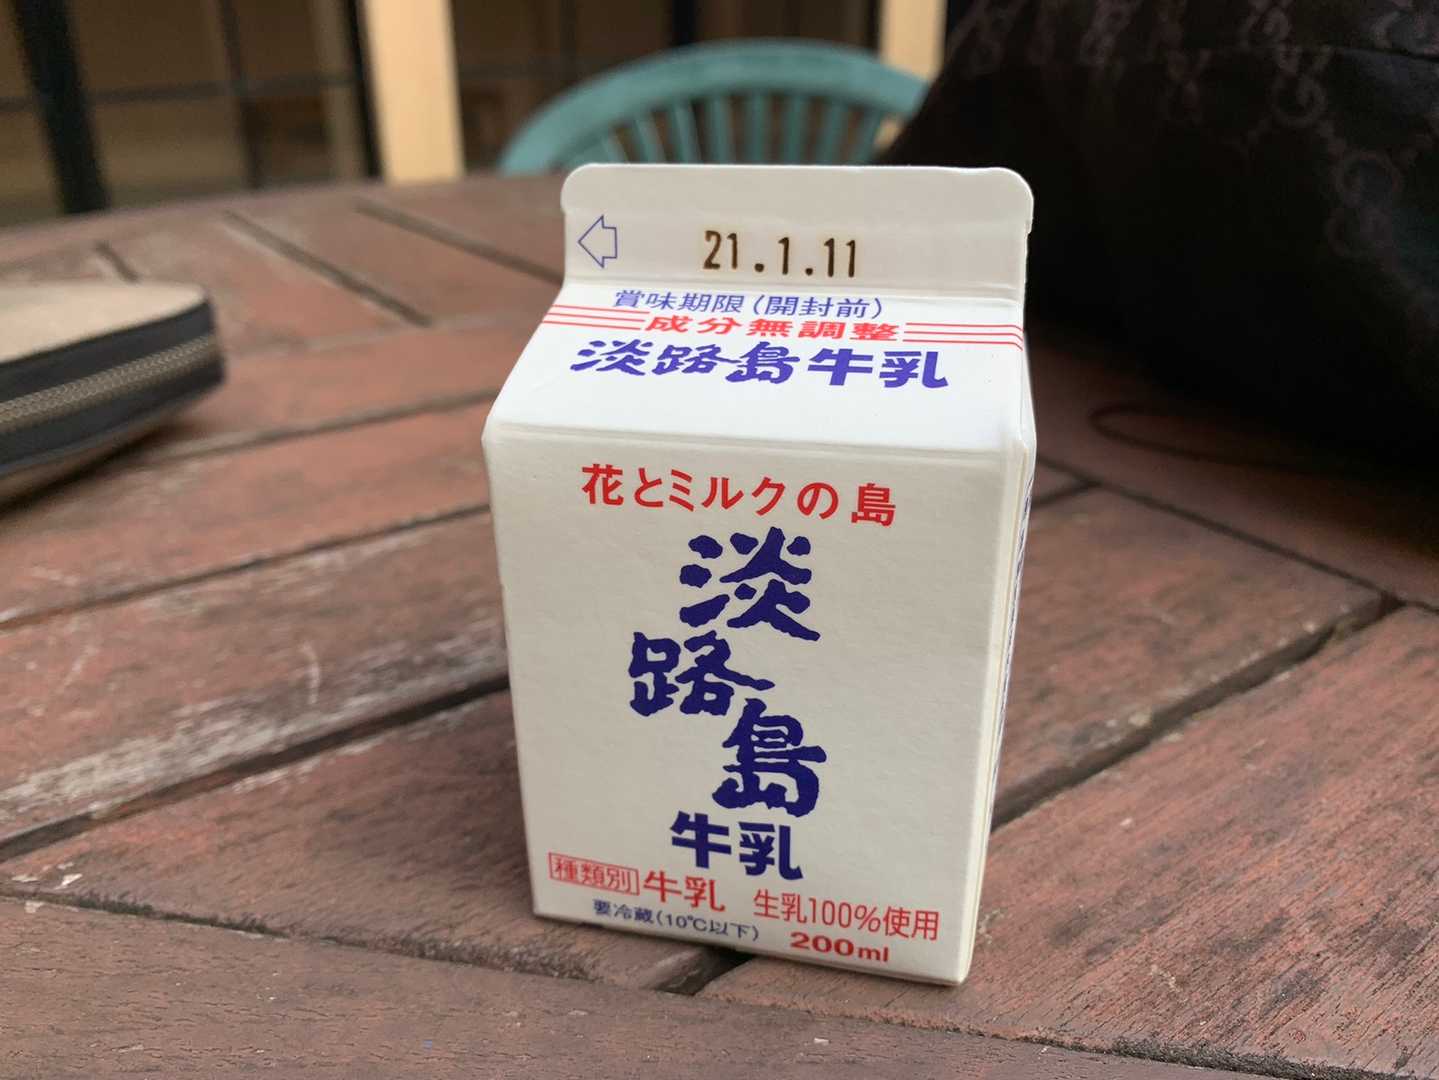 21.1.11
賞味期限(開封前)
成分無調整
淡路島牛乳
花とミルクの島
淡路島
牛乳
種類別 牛乳 生乳100%使用
要冷蔵(10℃以下) 200ml